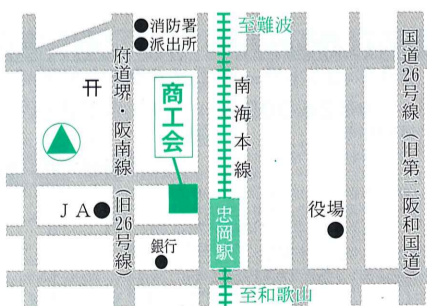 消防署
派出所
至難波
国道26号線（旧第二阪和国道）
府道堺・阪南線（旧26号線）
南海本線
商工会
ＪＡ
役場
忠岡駅
銀行
至和歌山